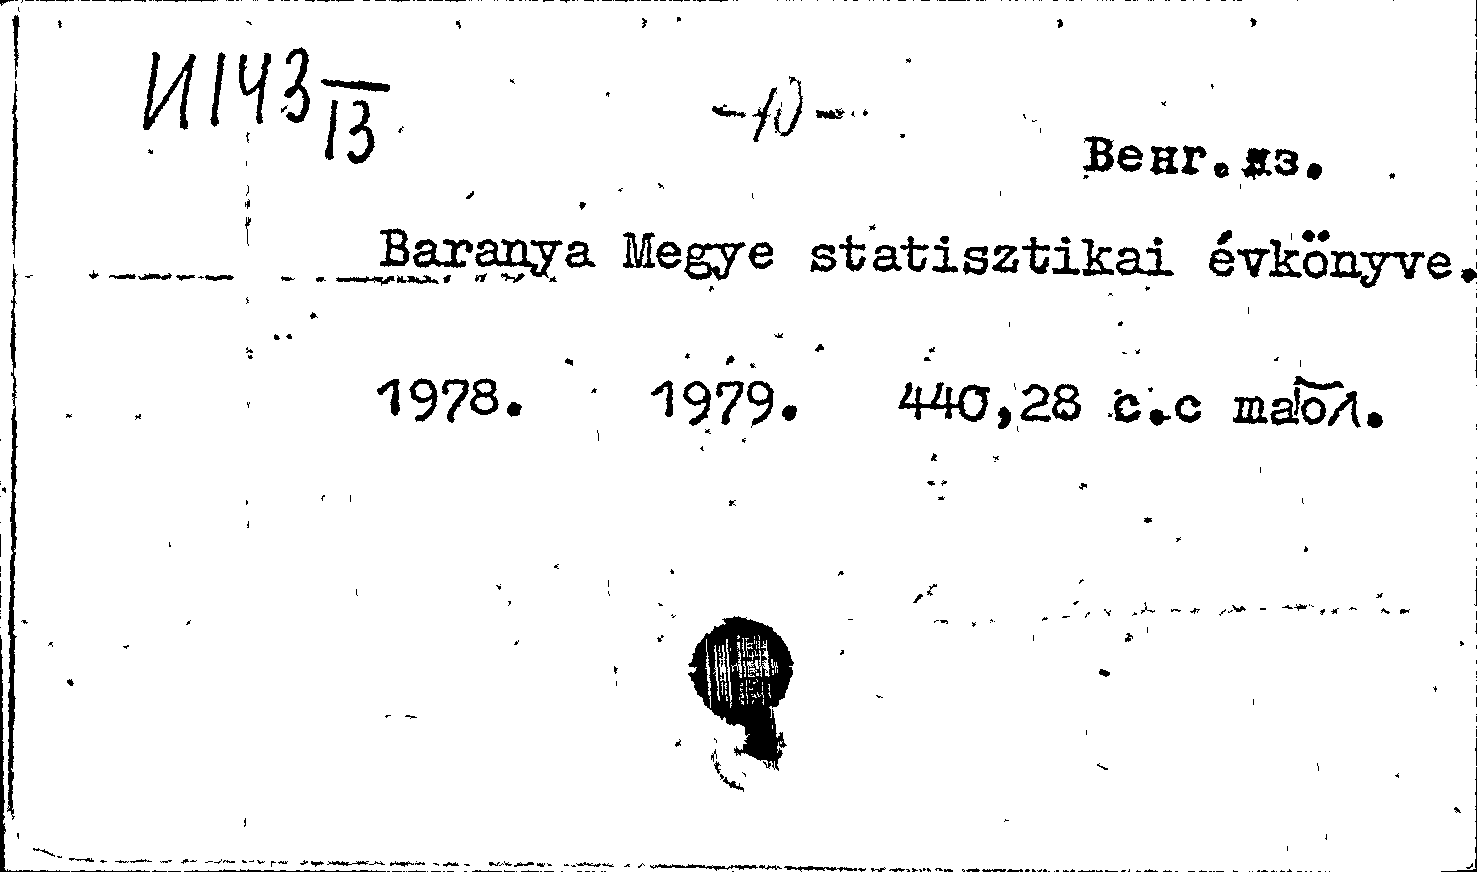 И143/13
-10-
Венг.яз.
Baranya Megye statisztikai évkönyve.
1978. 1979. 440,28 с.с табл.